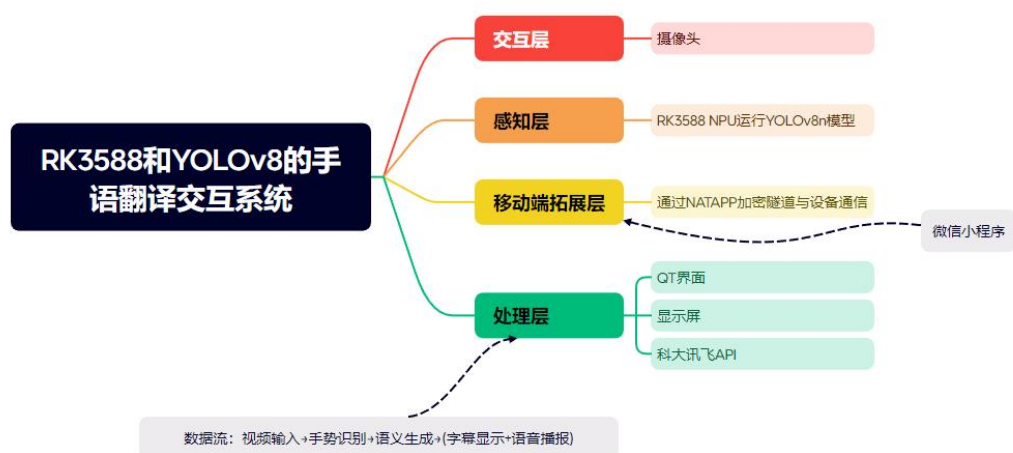 RK3588和YOLOv8的手
语翻译交互系统
交互层
摄像头
感知层
RK3588 NPU运行YOLOv8n模型
移动端拓展层
通过NATAPP加密隧道与设备通信
微信小程序
处理层
QT界面
显示屏
科大讯飞API
数据流：视频输入→手势识别→语义生成→(字幕显示+语音播报)